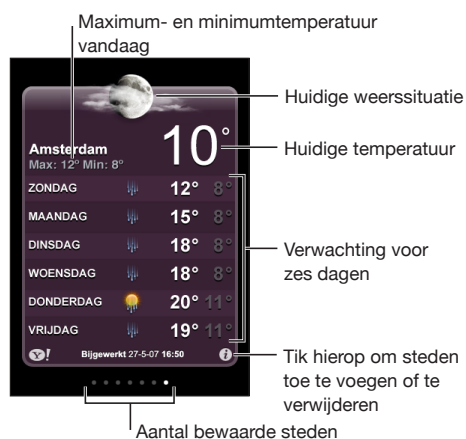 Maximum- en minimumtemperatuur
vandaag
Huidige weerssituatie
10°
Huidige temperatuur
Amsterdam
Max: 12° Min: 8°
ZONDAG 12° 8°
MAANDAG 15° 8°
DINSDAG 18° 8°
Verwachting voor
zes dagen
WOENSDAG 18° 8°
DONDERDAG 20° 11°
VRIJDAG 19° 11°
Y! Bijgewerkt 27-5-07 16:50 i
Tik hierop om steden
toe te voegen of te
verwijderen
Aantal bewaarde steden